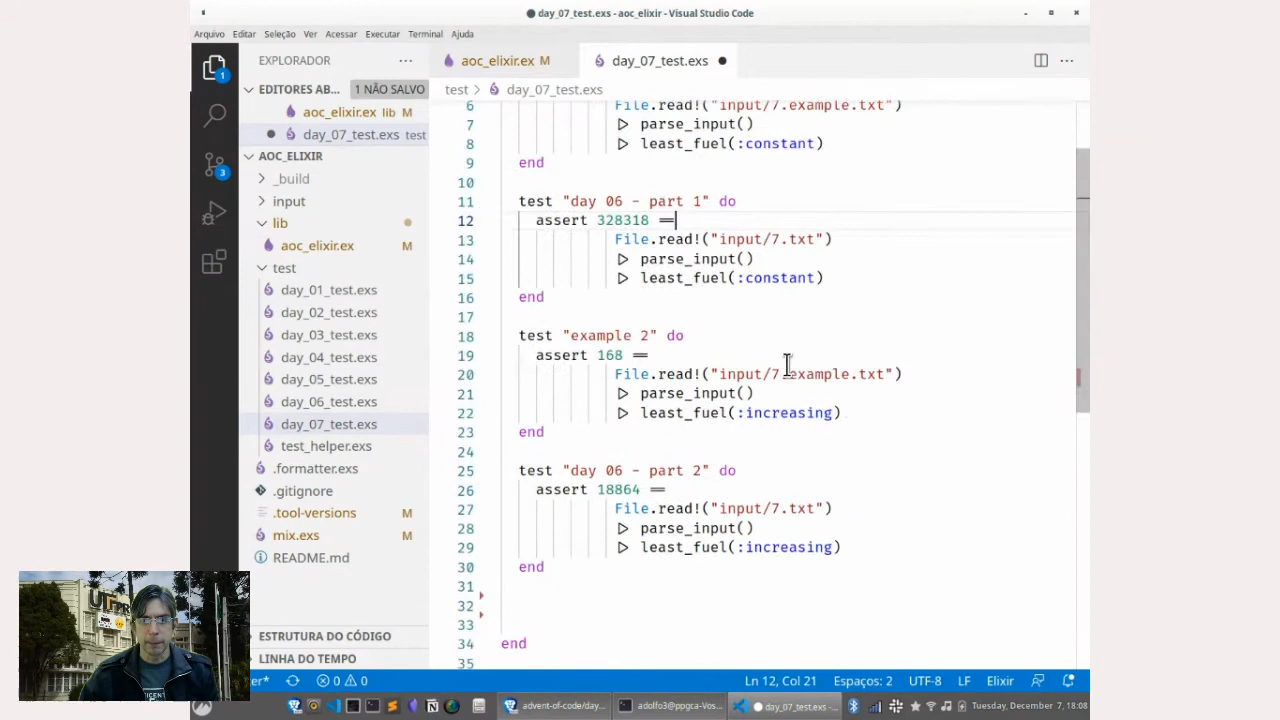 day_07_test.exs - aoc_elixir - Visual Studio Code
Arquivo Editar Seleção Ver Acessar Executar Terminal Ajuda
EXPLORADOR
EDITORES AB... 1 NÃO SALVO
aoc_elixir.ex lib M
day_07_test.exs test
AOC_ELIXIR
_build
input
lib
aoc_elixir.ex M
test
day_01_test.exs
day_02_test.exs
day_03_test.exs
day_04_test.exs
day_05_test.exs
day_06_test.exs
day_07_test.exs
test_helper.exs
.formatter.exs
.gitignore
.tool-versions M
mix.exs M
README.md
ESTRUTURA DO CÓDIGO
LINHA DO TEMPO
1
3
aoc_elixir.ex M day_07_test.exs
test > day_07_test.exs
6 File.read!("input/7.example.txt")
7 |> parse_input()
8 |> least_fuel(:constant)
9 end
10
11 test "day 06 - part 1" do
12 assert 328318 ==
13 File.read!("input/7.txt")
14 |> parse_input()
15 |> least_fuel(:constant)
16 end
17
18 test "example 2" do
19 assert 168 ==
20 File.read!("input/7.example.txt")
21 |> parse_input()
22 |> least_fuel(:increasing)
23 end
24
25 test "day 06 - part 2" do
26 assert 18864 ==
27 File.read!("input/7.txt")
28 |> parse_input()
29 |> least_fuel(:increasing)
30 end
31
32
33
34 end
35
er* 0 0 Ln 12, Col 21 Espaços: 2 UTF-8 LF Elixir
advent-of-code/day... adolfo3@ppgca-Vos... day_07_test.exs -... Tuesday, December 7, 18:08